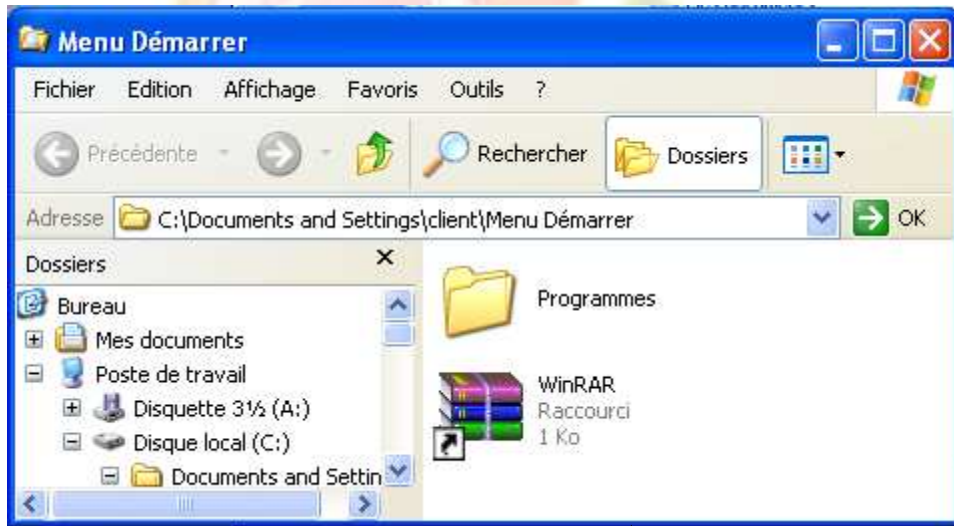 Menu Démarrer
Fichier Edition Affichage Favoris Outils ?
Précédente Rechercher Dossiers
Adresse C:\Documents and Settings\client\Menu Démarrer OK
Dossiers
Bureau
Mes documents
Poste de travail
Disquette 3½ (A:)
Disque local (C:)
Documents and Settin
Programmes
WinRAR
Raccourci
1 Ko